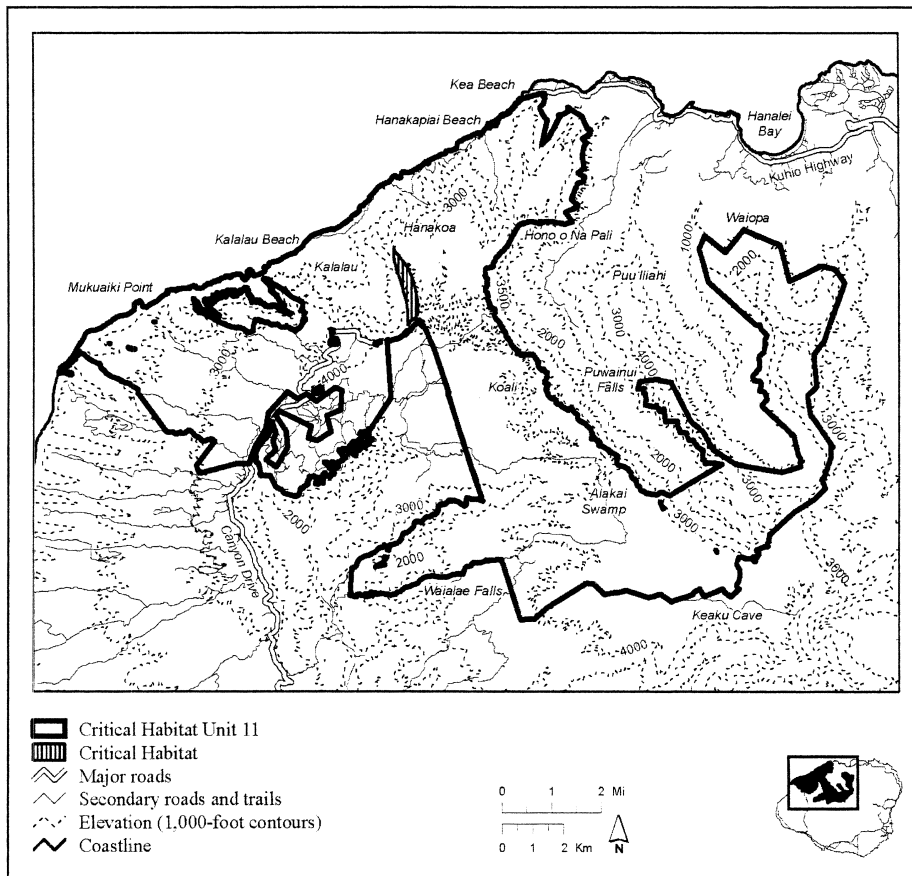 Kea Beach
Hanakapiai Beach
Hanalei
Bay
Kuhio Highway
3000
Hanakoa
Waiopa
Hono o Na Pali
1000
2000
Kalalau Beach
Kalalau
Mukuaiki Point
3500
Puu Iliahi
3000
2000
3000
4000
4000
Koali
Puwainui
Falls
3000
2000
3000
Alakai
Swamp
2000
3000
3000
2000
3000
Canyon Drive
Waialae Falls
Keaku Cave
4000
Critical Habitat Unit 11
Critical Habitat
Major roads
Secondary roads and trails
Elevation (1,000-foot contours)
Coastline
0 1 2 Mi
0 1 2 Km
N